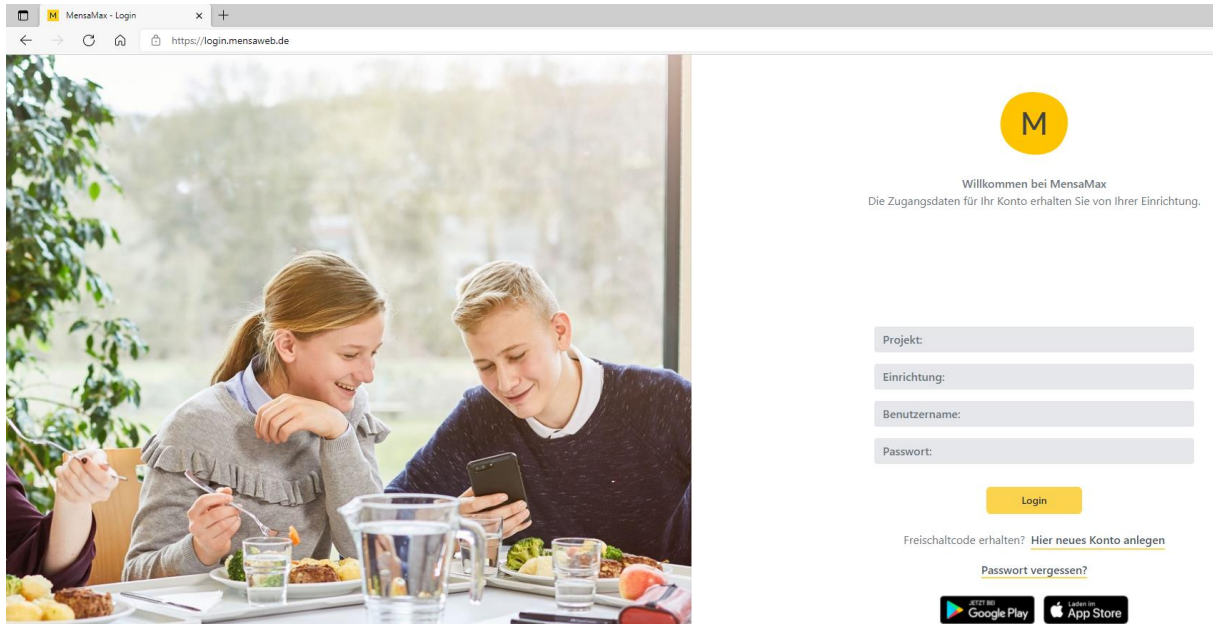 M MensaMax - Login
https://login.mensaweb.de
M
Willkommen bei MensaMax
Die Zugangsdaten für Ihr Konto erhalten Sie von Ihrer Einrichtung.
Projekt:
Einrichtung:
Benutzername:
Passwort:
Login
Freischaltcode erhalten? Hier neues Konto anlegen
Passwort vergessen?
JETZT BEI
Google Play
Laden im
App Store